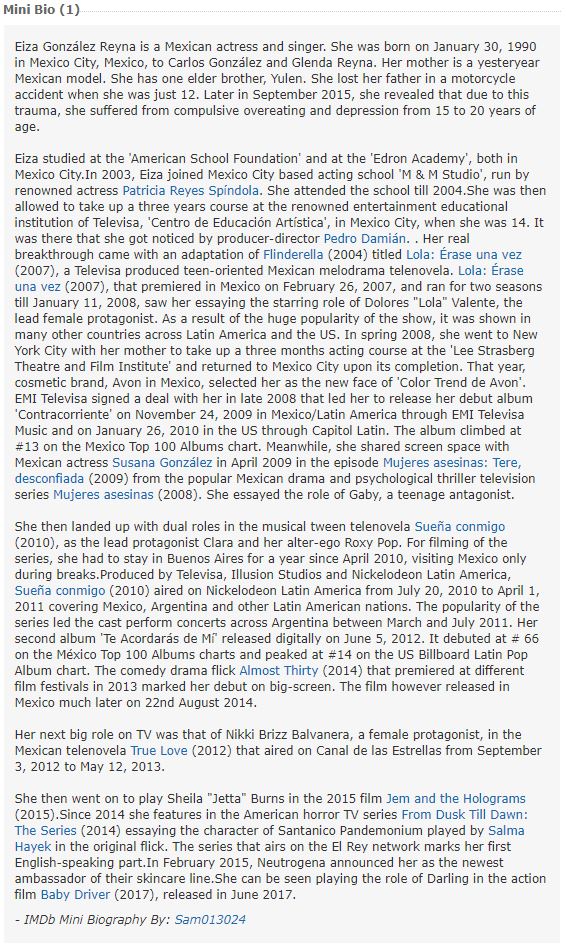 Mini Bio (1)
Eiza González Reyna is a Mexican actress and singer. She was born on January 30, 1990
in Mexico City, Mexico, to Carlos González and Glenda Reyna. Her mother is a yesteryear
Mexican model. She has one elder brother, Yulen. She lost her father in a motorcycle
accident when she was just 12. Later in September 2015, she revealed that due to this
trauma, she suffered from compulsive overeating and depression from 15 to 20 years of
age.
Eiza studied at the 'American School Foundation' and at the 'Edron Academy', both in
Mexico City.In 2003, Eiza joined Mexico City based acting school 'M & M Studio', run by
renowned actress Patricia Reyes Spíndola. She attended the school till 2004.She was then
allowed to take up a three years course at the renowned entertainment educational
institution of Televisa, 'Centro de Educación Artística', in Mexico City, when she was 14. It
was there that she got noticed by producer-director Pedro Damián. . Her real
breakthrough came with an adaptation of Flinderella (2004) titled Lola: Érase una vez
(2007), a Televisa produced teen-oriented Mexican melodrama telenovela. Lola: Érase
una vez (2007), that premiered in Mexico on February 26, 2007, and ran for two seasons
till January 11, 2008, saw her essaying the starring role of Dolores "Lola" Valente, the
lead female protagonist. As a result of the huge popularity of the show, it was shown in
many other countries across Latin America and the US. In spring 2008, she went to New
York City with her mother to take up a three months acting course at the 'Lee Strasberg
Theatre and Film Institute' and returned to Mexico City upon its completion. That year,
cosmetic brand, Avon in Mexico, selected her as the new face of 'Color Trend de Avon'.
EMI Televisa signed a deal with her in late 2008 that led her to release her debut album
'Contracorriente' on November 24, 2009 in Mexico/Latin America through EMI Televisa
Music and on January 26, 2010 in the US through Capitol Latin. The album climbed at
#13 on the Mexico Top 100 Albums chart. Meanwhile, she shared screen space with
Mexican actress Susana González in April 2009 in the episode Mujeres asesinas: Tere,
desconfiada (2009) from the popular Mexican drama and psychological thriller television
series Mujeres asesinas (2008). She essayed the role of Gaby, a teenage antagonist.
She then landed up with dual roles in the musical tween telenovela Sueña conmigo
(2010), as the lead protagonist Clara and her alter-ego Roxy Pop. For filming of the
series, she had to stay in Buenos Aires for a year since April 2010, visiting Mexico only
during breaks.Produced by Televisa, Illusion Studios and Nickelodeon Latin America,
Sueña conmigo (2010) aired on Nickelodeon Latin America from July 20, 2010 to April 1,
2011 covering Mexico, Argentina and other Latin American nations. The popularity of the
series led the cast perform concerts across Argentina between March and July 2011. Her
second album 'Te Acordarás de Mí' released digitally on June 5, 2012. It debuted at # 66
on the México Top 100 Albums charts and peaked at #14 on the US Billboard Latin Pop
Album chart. The comedy drama flick Almost Thirty (2014) that premiered at different
film festivals in 2013 marked her debut on big-screen. The film however released in
Mexico much later on 22nd August 2014.
Her next big role on TV was that of Nikki Brizz Balvanera, a female protagonist, in the
Mexican telenovela True Love (2012) that aired on Canal de las Estrellas from September
3, 2012 to May 12, 2013.
She then went on to play Sheila "Jetta" Burns in the 2015 film Jem and the Holograms
(2015).Since 2014 she features in the American horror TV series From Dusk Till Dawn:
The Series (2014) essaying the character of Santanico Pandemonium played by Salma
Hayek in the original flick. The series that airs on the El Rey network marks her first
English-speaking part.In February 2015, Neutrogena announced her as the newest
ambassador of their skincare line.She can be seen playing the role of Darling in the action
film Baby Driver (2017), released in June 2017.
- IMDb Mini Biography By: Sam013024